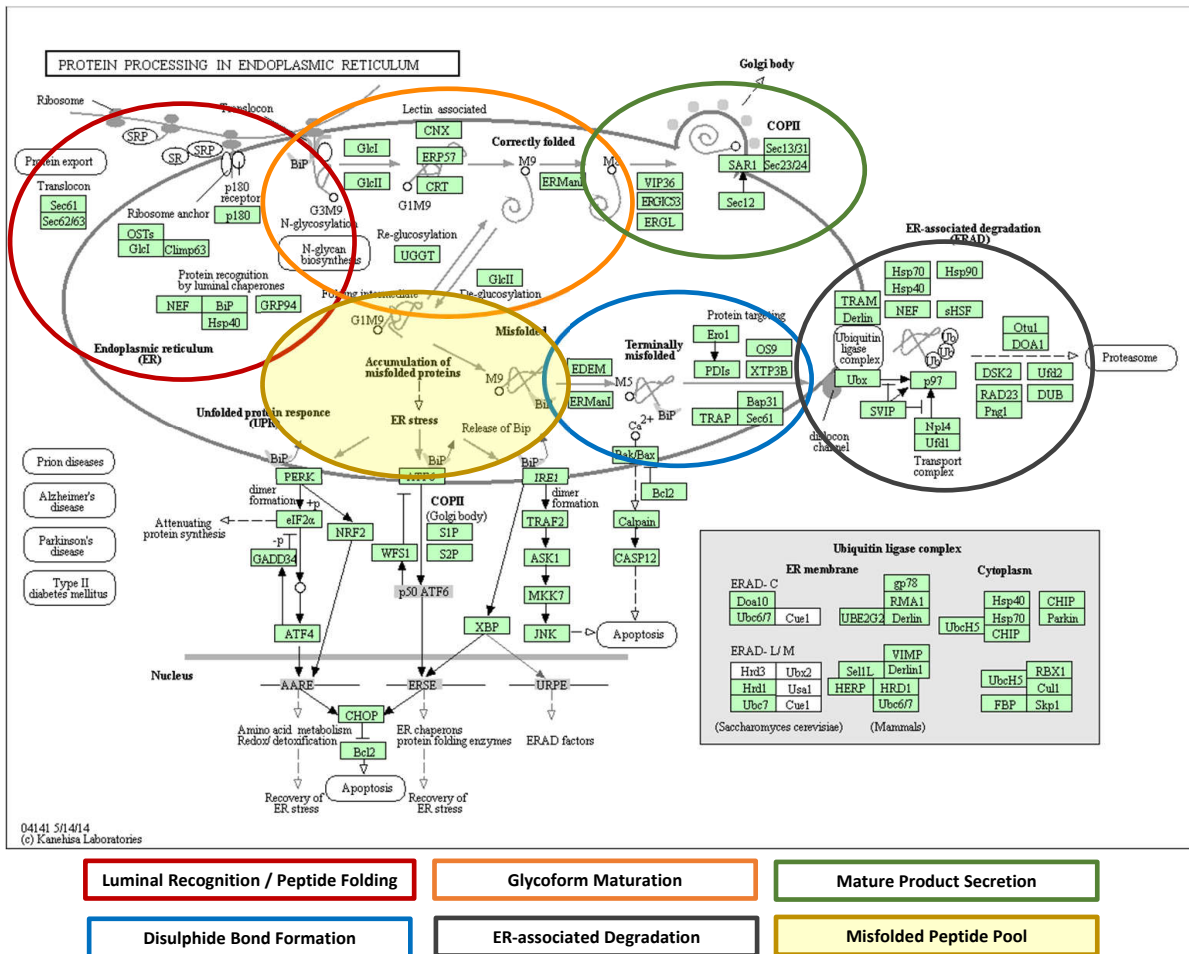 PROTEIN PROCESSING IN ENDOPLASMIC RETICULUM
Ribosome
Translocon
SRP
SR
SRP
Protein export
Translocon
Sec61
Sec62/63
p180
receptor
p180
Ribosome anchor
OSTs
GlcI
Climp63
Protein recognition
by luminal chaperones
NEF
BiP
GRP94
Hsp40
Endoplasmic reticulum (ER)
BiP
G3M9
N-glycosylation
N-glycan
biosynthesis
GlcI
GlcII
Lectin associated
CNX
ERP57
CRT
G1M9
Correctly folded
M9
ERManI
M8
Re-glucosylation
UGGT
GlcII
De-glucosylation
Folding intermediate
G1M9
Misfolded
VIP36
ERGIC53
ERGL
Golgi body
COPII
Sec13/31
SAR1
Sec23/24
Sec12
Accumulation of
misfolded proteins
ER stress
M9
BiP
Release of Bip
Unfolded protein responce
(UPR)
EDEM
ERManI
Terminally
misfolded
M5
BiP
Protein targeting
Ero1
PDIs
OS9
XTP3B
Bap31
TRAP
Sec61
Ca2+
Bak/Bax
Bcl2
Calpain
CASP12
Apoptosis
ER-associated degradation
(ERAD)
Hsp70
Hsp90
Hsp40
TRAM
Derlin
NEF
sHSF
Ubiquitin
ligase
complex
Ub
Ub
Ub
Otu1
DOA1
Proteasome
Ubx
p97
DSK2
Ufd2
RAD23
DUB
Png1
SVIP
Npl4
Ufd1
Transport
complex
dislocon
channel
Prion diseases
Alzheimer's
disease
Parkinson's
disease
Type II
diabetes mellitus
BiP
PERK
dimer
formation
+p
eIF2α
Attenuating
protein synthesis
-p
GADD34
NRF2
ATF4
BiP
ATF6
COPII
(Golgi body)
WFS1
S1P
S2P
p50 ATF6
BiP
IRE1
dimer
formation
TRAF2
ASK1
MKK7
JNK
XBP
Nucleus
AARE
ERSE
URPE
CHOP
Amino acid metabolism
Redox/ detoxification
Bcl2
Apoptosis
ER chaperons
protein folding enzymes
ERAD factors
Recovery of
ER stress
Recovery of
ER stress
Ubiquitin ligase complex
ER membrane
Cytoplasm
ERAD- C
Doa10
Ubc6/7
Cue1
gp78
RMA1
UBE2G2
Derlin
Hsp40
CHIP
UbcH5
Hsp70
Parkin
CHIP
ERAD- L/ M
Hrd3
Ubx2
Hrd1
Usa1
Ubc7
Cue1
VIMP
Sel1L
Derlin1
HERP
HRD1
Ubc6/7
RBX1
UbcH5
Cul1
FBP
Skp1
(Saccharomyces cerevisiae)
(Mammals)
04141 5/14/14
(c) Kanehisa Laboratories
Luminal Recognition / Peptide Folding
Glycoform Maturation
Mature Product Secretion
Disulphide Bond Formation
ER-associated Degradation
Misfolded Peptide Pool